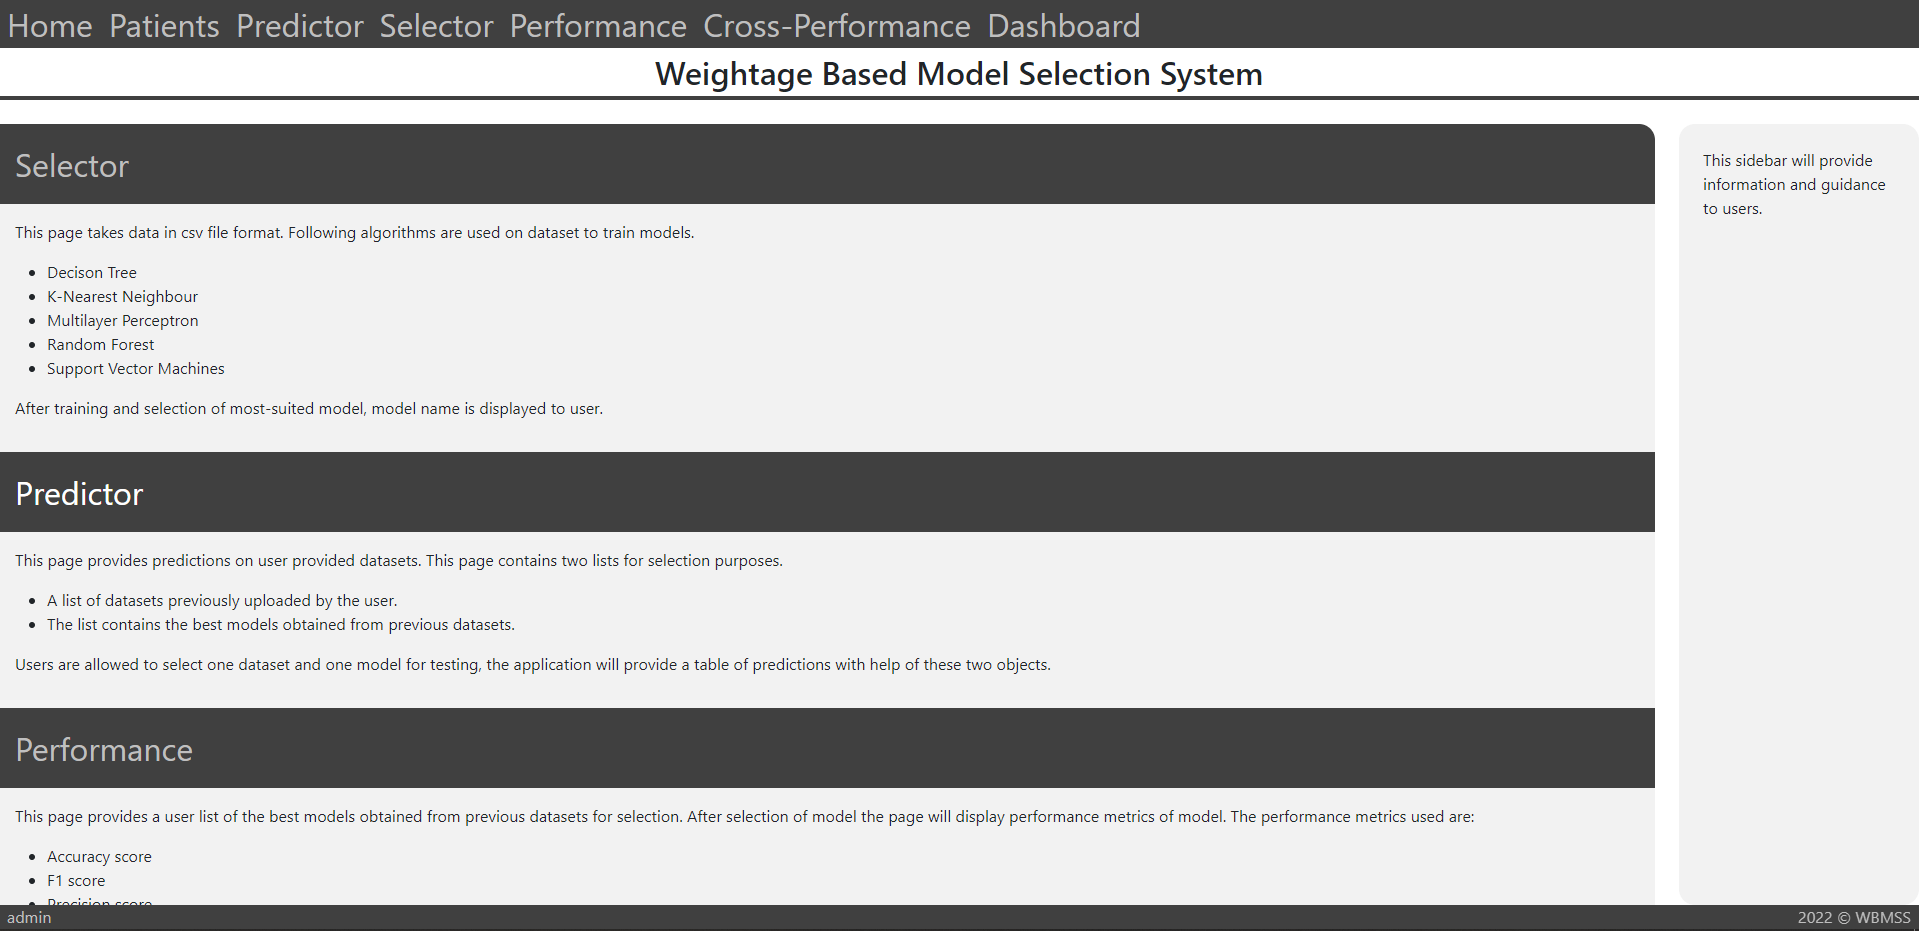 Home Patients Predictor Selector Performance Cross-Performance Dashboard
Weightage Based Model Selection System
Selector
This page takes data in csv file format. Following algorithms are used on dataset to train models.
Decison Tree
K-Nearest Neighbour
Multilayer Perceptron
Random Forest
Support Vector Machines
After training and selection of most-suited model, model name is displayed to user.
Predictor
This page provides predictions on user provided datasets. This page contains two lists for selection purposes.
A list of datasets previously uploaded by the user.
The list contains the best models obtained from previous datasets.
Users are allowed to select one dataset and one model for testing, the application will provide a table of predictions with help of these two objects.
Performance
This page provides a user list of the best models obtained from previous datasets for selection. After selection of model the page will display performance metrics of model. The performance metrics used are:
Accuracy score
F1 score
Precision score
This sidebar will provide
information and guidance
to users.
admin
2022 © WBMSS